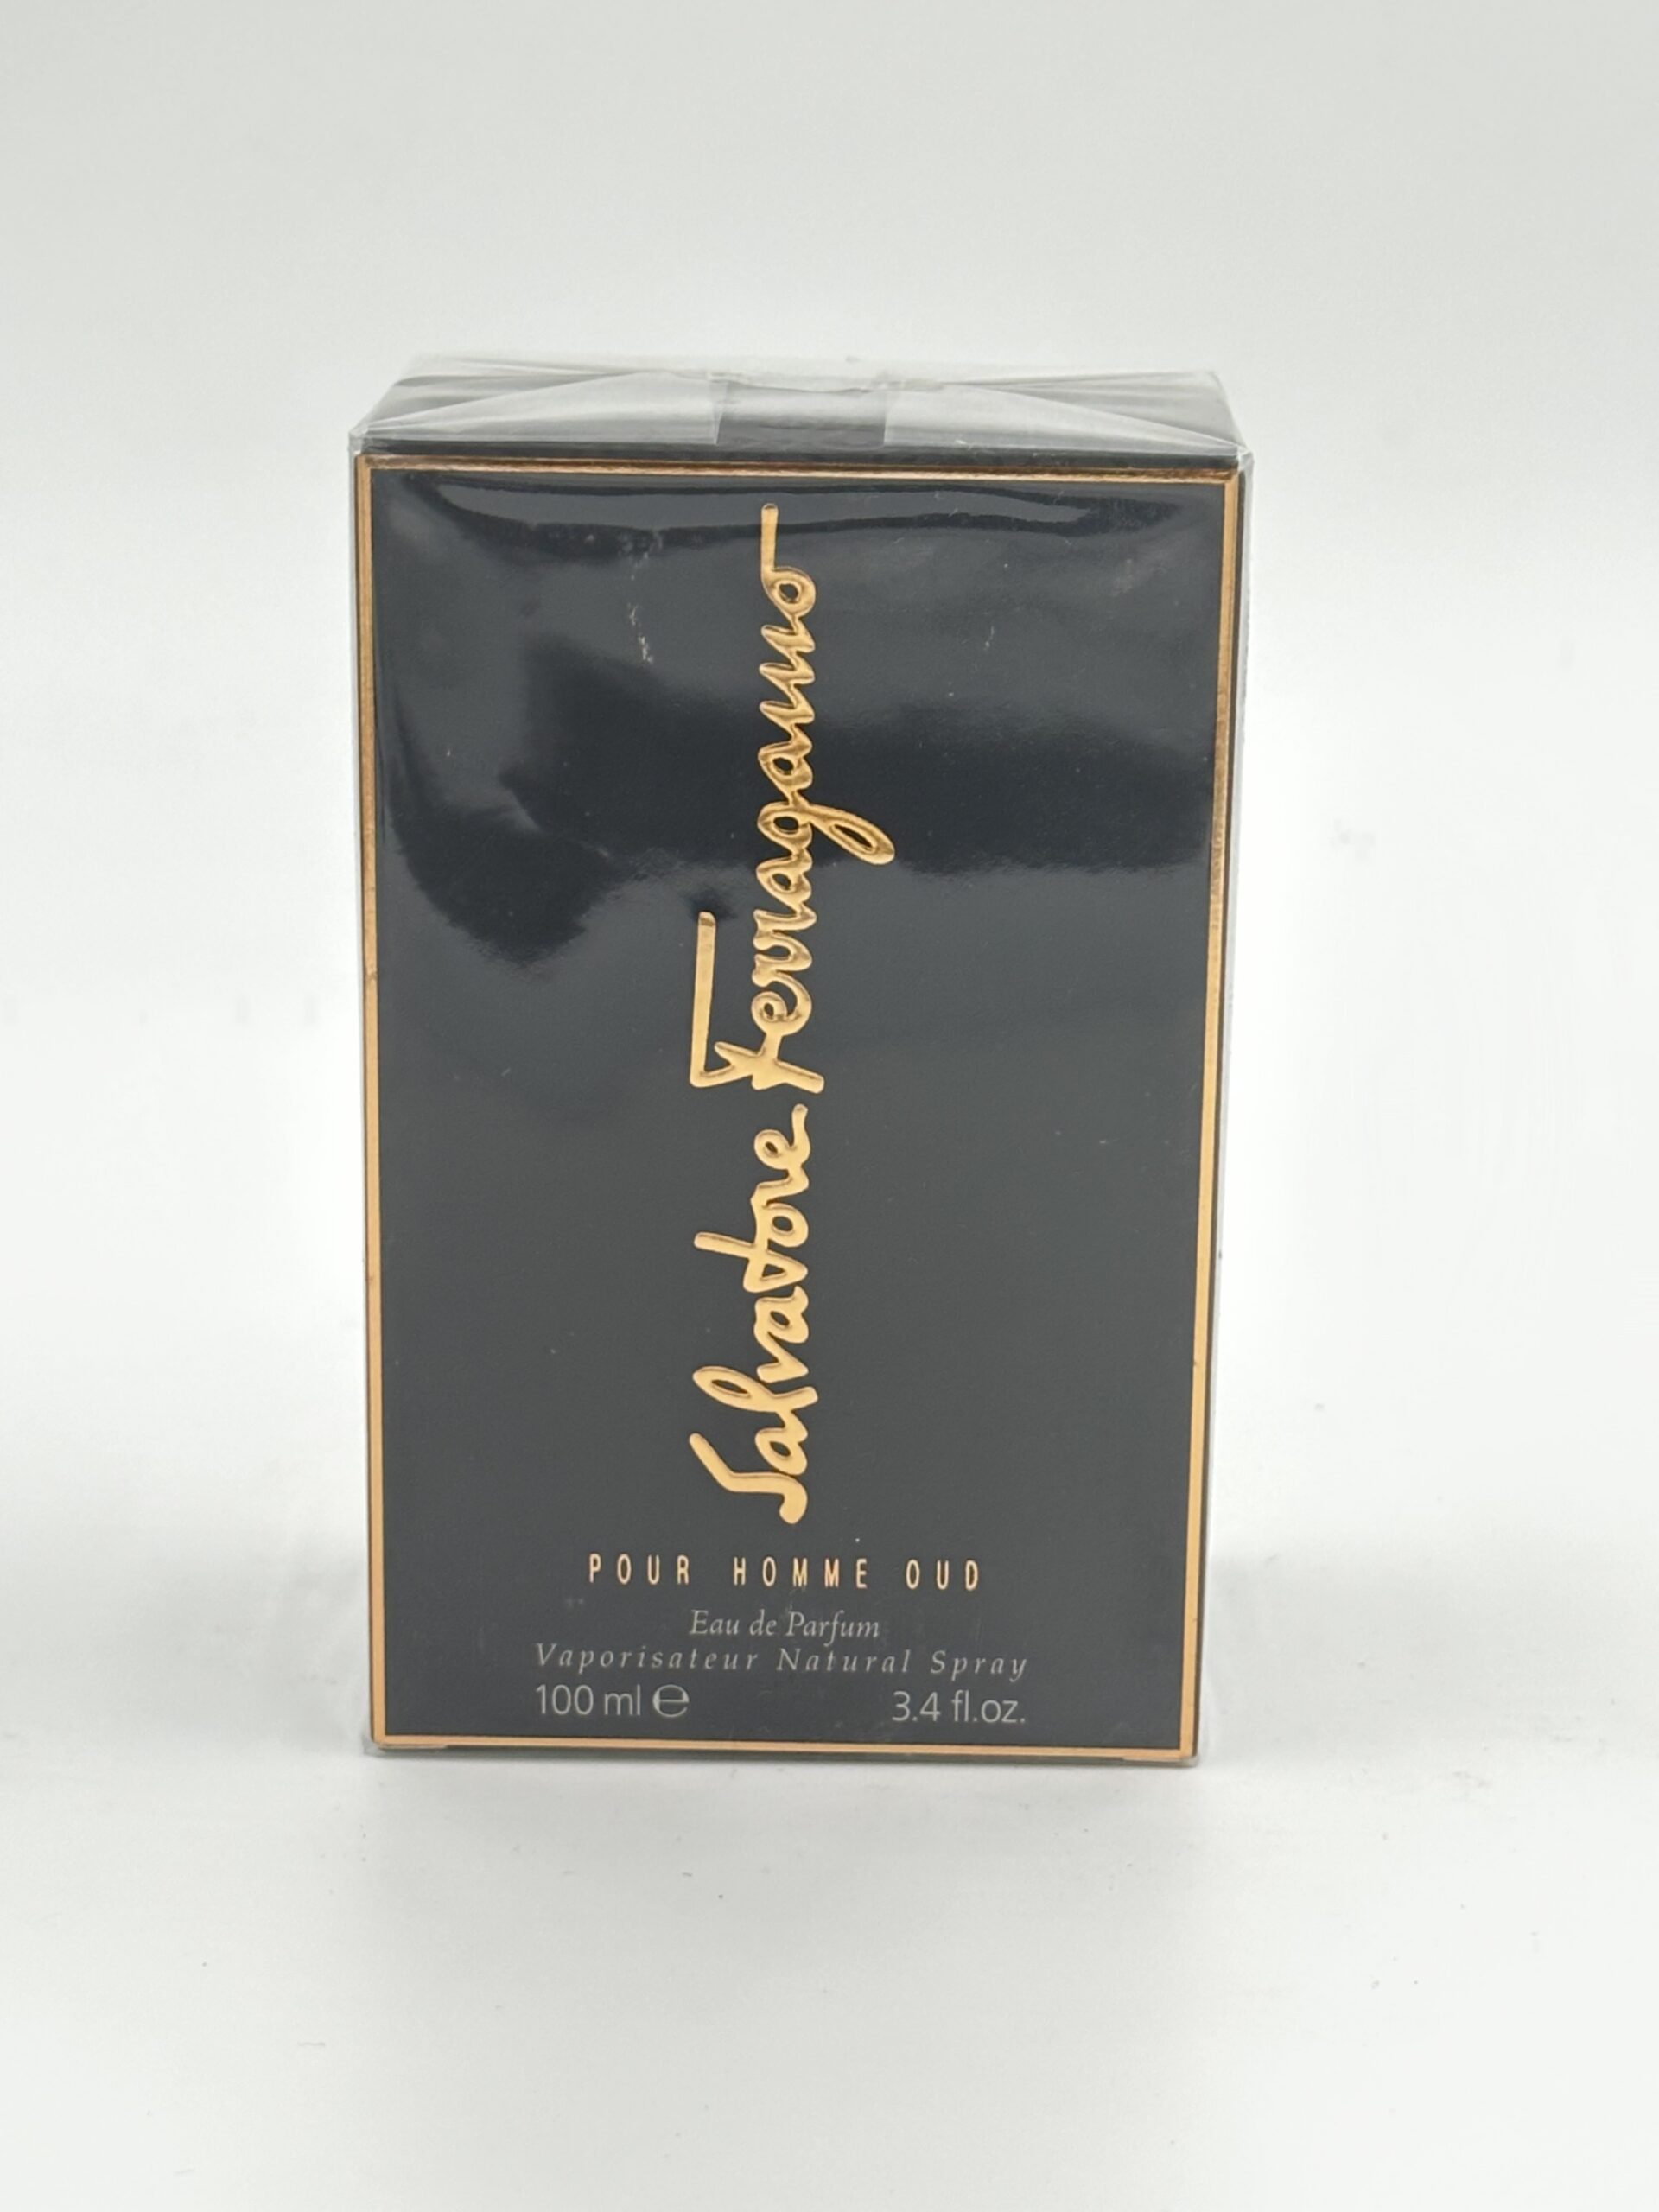 Salvatore Ferragamo
POUR HOMME OUD
Eau de Parfum
Vaporisateur Natural Spray
100 ml ℮ 3.4 fl.oz.